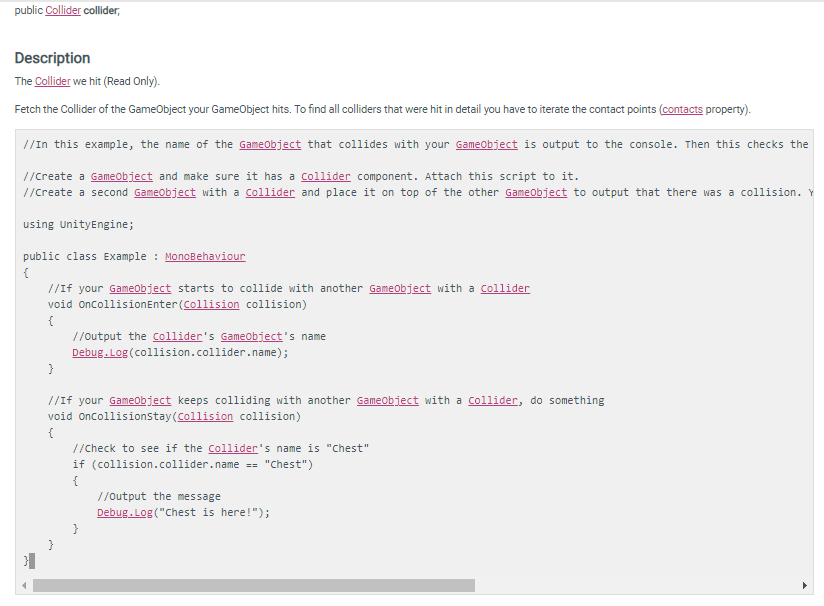 public Collider collider;
Description
The Collider we hit (Read Only).
Fetch the Collider of the GameObject your GameObject hits. To find all colliders that were hit in detail you have to iterate the contact points (contacts property).
//In this example, the name of the GameObject that collides with your GameObject is output to the console. Then this checks the
//Create a GameObject and make sure it has a Collider component. Attach this script to it.
//Create a second GameObject with a Collider and place it on top of the other GameObject to output that there was a collision. Y
using UnityEngine;
public class Example : MonoBehaviour
{
    //If your GameObject starts to collide with another GameObject with a Collider
    void OnCollisionEnter(Collision collision)
    {
        //Output the Collider's GameObject's name
        Debug.Log(collision.collider.name);
    }
    //If your GameObject keeps colliding with another GameObject with a Collider, do something
    void OnCollisionStay(Collision collision)
    {
        //Check to see if the Collider's name is "Chest"
        if (collision.collider.name == "Chest")
        {
            //Output the message
            Debug.Log("Chest is here!");
        }
    }
}